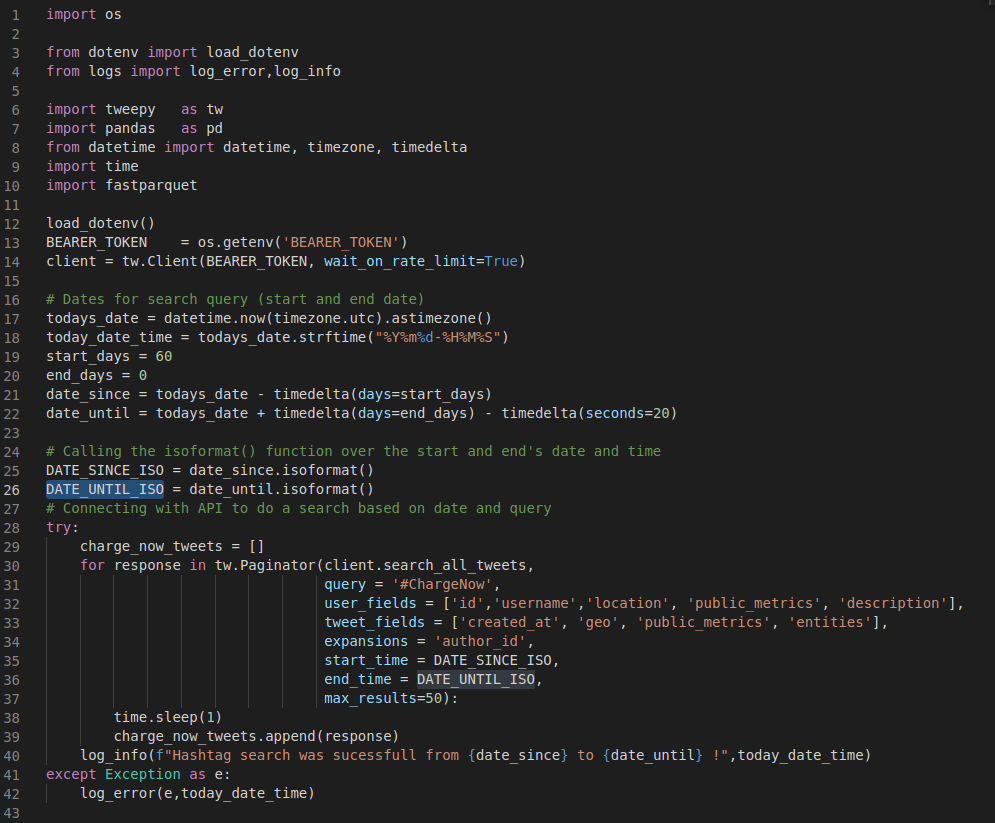 1 import os
2
3 from dotenv import load_dotenv
4 from logs import log_error,log_info
5
6 import tweepy   as tw
7 import pandas   as pd
8 from datetime import datetime, timezone, timedelta
9 import time
10 import fastparquet
11
12 load_dotenv()
13 BEARER_TOKEN    = os.getenv('BEARER_TOKEN')
14 client = tw.Client(BEARER_TOKEN, wait_on_rate_limit=True)
15
16 # Dates for search query (start and end date)
17 todays_date = datetime.now(timezone.utc).astimezone()
18 today_date_time = todays_date.strftime("%Y%m%d-%H%M%S")
19 start_days = 60
20 end_days = 0
21 date_since = todays_date - timedelta(days=start_days)
22 date_until = todays_date + timedelta(days=end_days) - timedelta(seconds=20)
23
24 # Calling the isoformat() function over the start and end's date and time
25 DATE_SINCE_ISO = date_since.isoformat()
26 DATE_UNTIL_ISO = date_until.isoformat()
27 # Connecting with API to do a search based on date and query
28 try:
29     charge_now_tweets = []
30     for response in tw.Paginator(client.search_all_tweets,
31                                  query = '#ChargeNow',
32                                  user_fields = ['id','username','location', 'public_metrics', 'description'],
33                                  tweet_fields = ['created_at', 'geo', 'public_metrics', 'entities'],
34                                  expansions = 'author_id',
35                                  start_time = DATE_SINCE_ISO,
36                                  end_time = DATE_UNTIL_ISO,
37                                  max_results=50):
38         time.sleep(1)
39         charge_now_tweets.append(response)
40     log_info(f"Hashtag search was sucessfull from {date_since} to {date_until} !",today_date_time)
41 except Exception as e:
42     log_error(e,today_date_time)
43